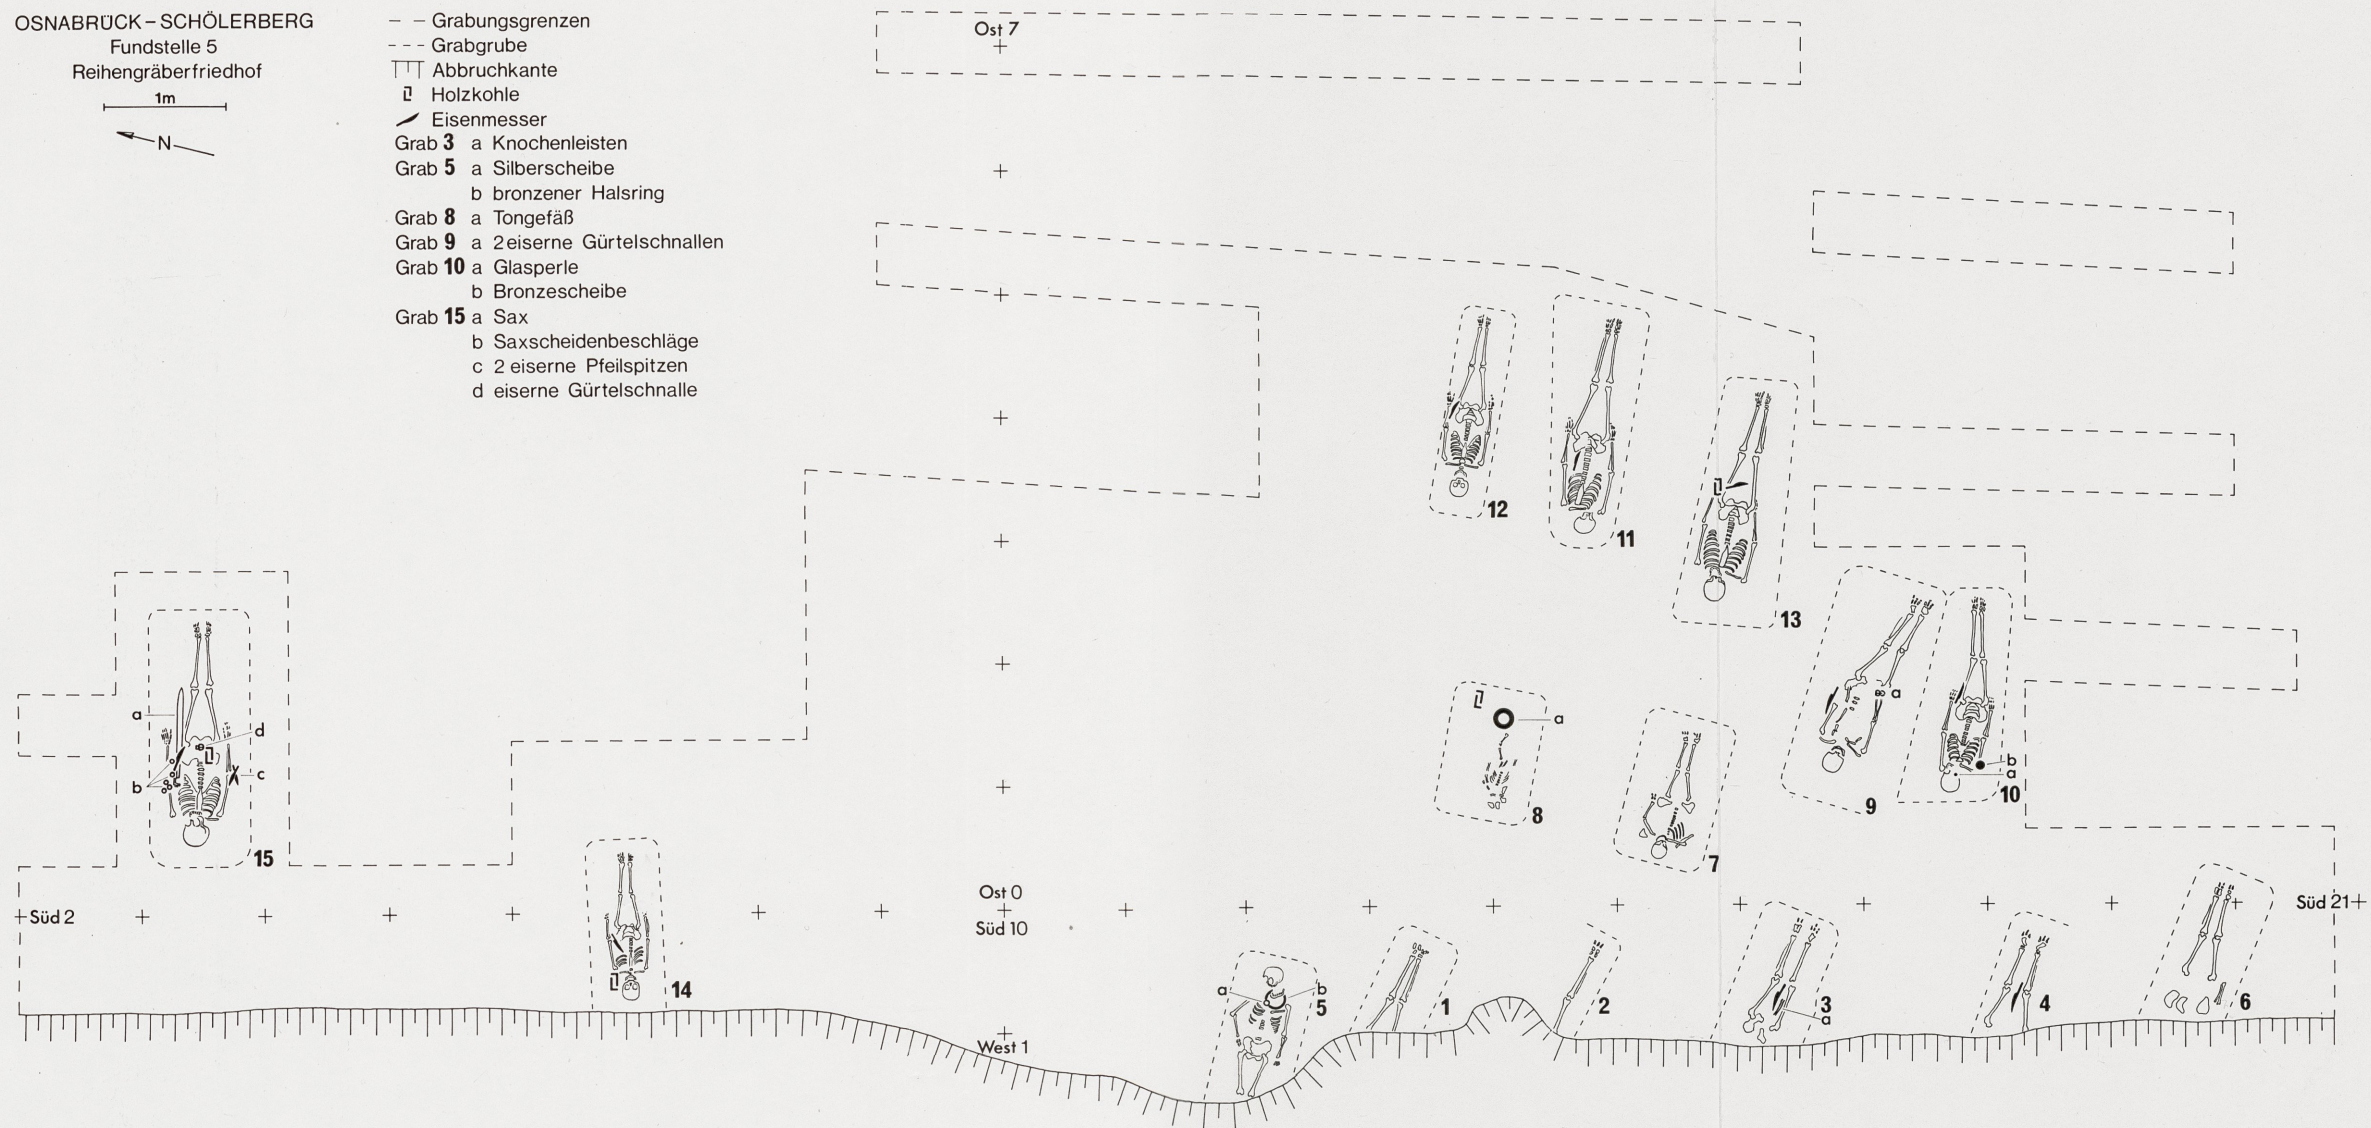 OSNABRÜCK – SCHÖLERBERG
Fundstelle 5
Reihengräberfriedhof
1m
N
Grabungsgrenzen
Grabgrube
Abbruchkante
Holzkohle
Eisenmesser
Grab 3 a Knochenleisten
Grab 5 a Silberscheibe
b bronzener Halsring
Grab 8 a Tongefäß
Grab 9 a 2 eiserne Gürtelschnallen
Grab 10 a Glasperle
b Bronzescheibe
Grab 15 a Sax
b Saxscheidenbeschläge
c 2 eiserne Pfeilspitzen
d eiserne Gürtelschnalle
Ost 7
12
11
13
a
d
c
b
15
a
8
7
a
9
b
a
10
Ost 0
Süd 2
Süd 10
Süd 21
14
a
b
5
1
2
3
a
4
6
West 1